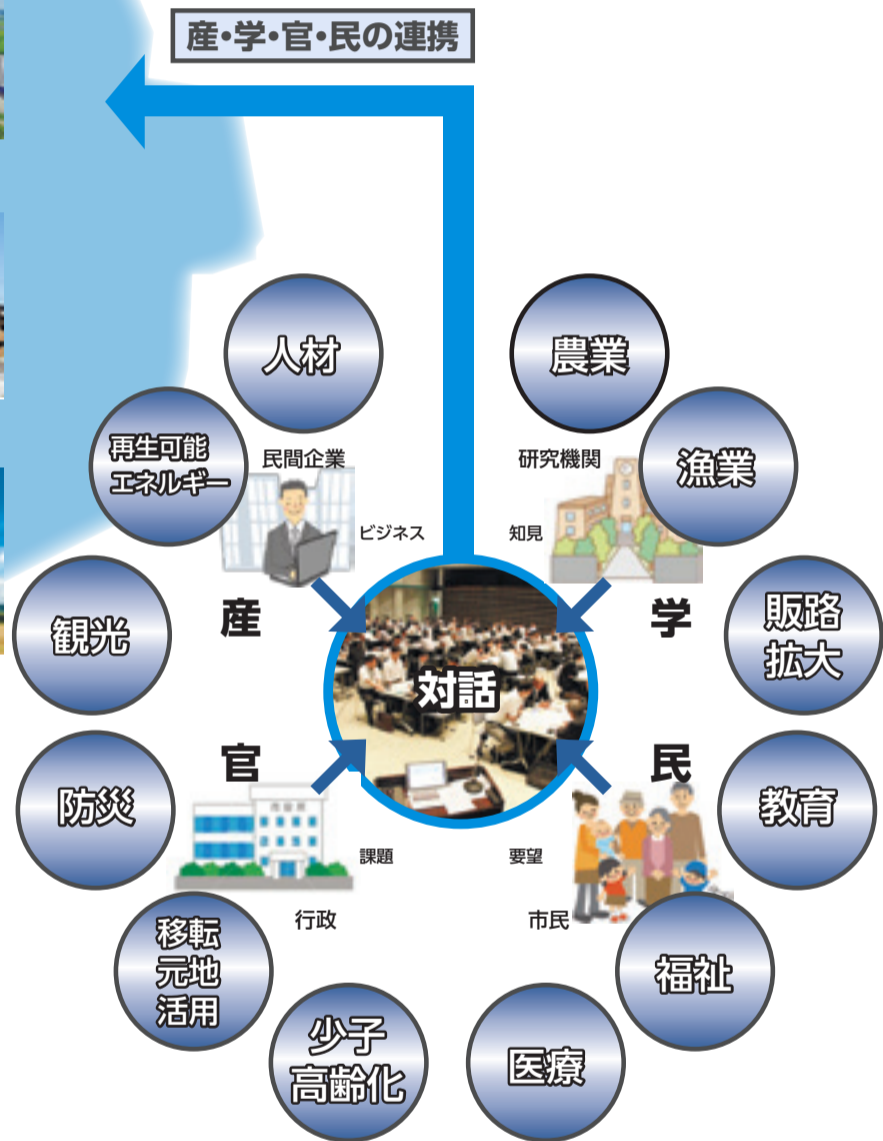 産・学・官・民の連携
人材
農業
再生可能
エネルギー
民間企業
研究機関
漁業
ビジネス
知見
観光
産
学
販路
拡大
対話
防災
官
民
教育
市役所
課題
要望
行政
市民
移転
元地
活用
福祉
少子
高齢化
医療